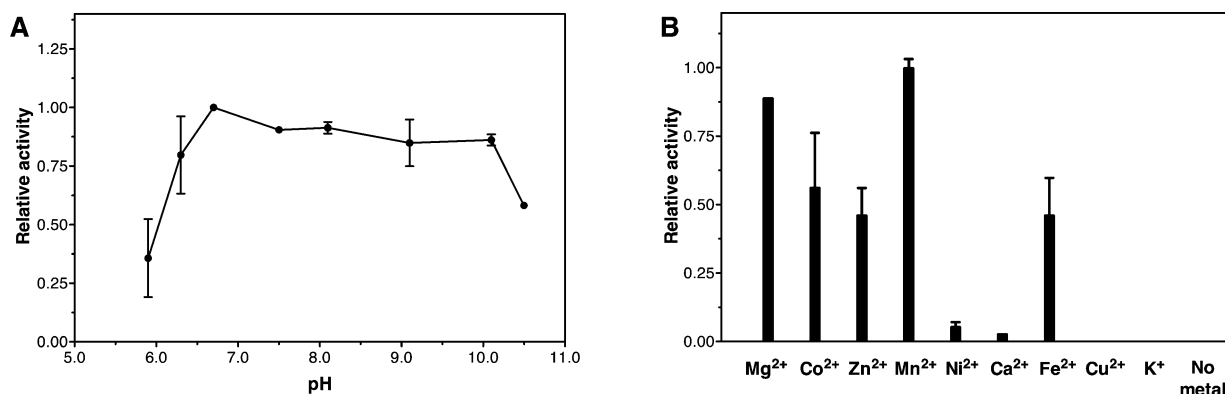 A
Relative activity
1.25
1.00
0.75
0.50
0.25
0.00
5.0 6.0 7.0 8.0 9.0 10.0 11.0
pH
B
Relative activity
1.00
0.75
0.50
0.25
0.00
Mg²⁺ Co²⁺ Zn²⁺ Mn²⁺ Ni²⁺ Ca²⁺ Fe²⁺ Cu²⁺ K⁺ No
metal